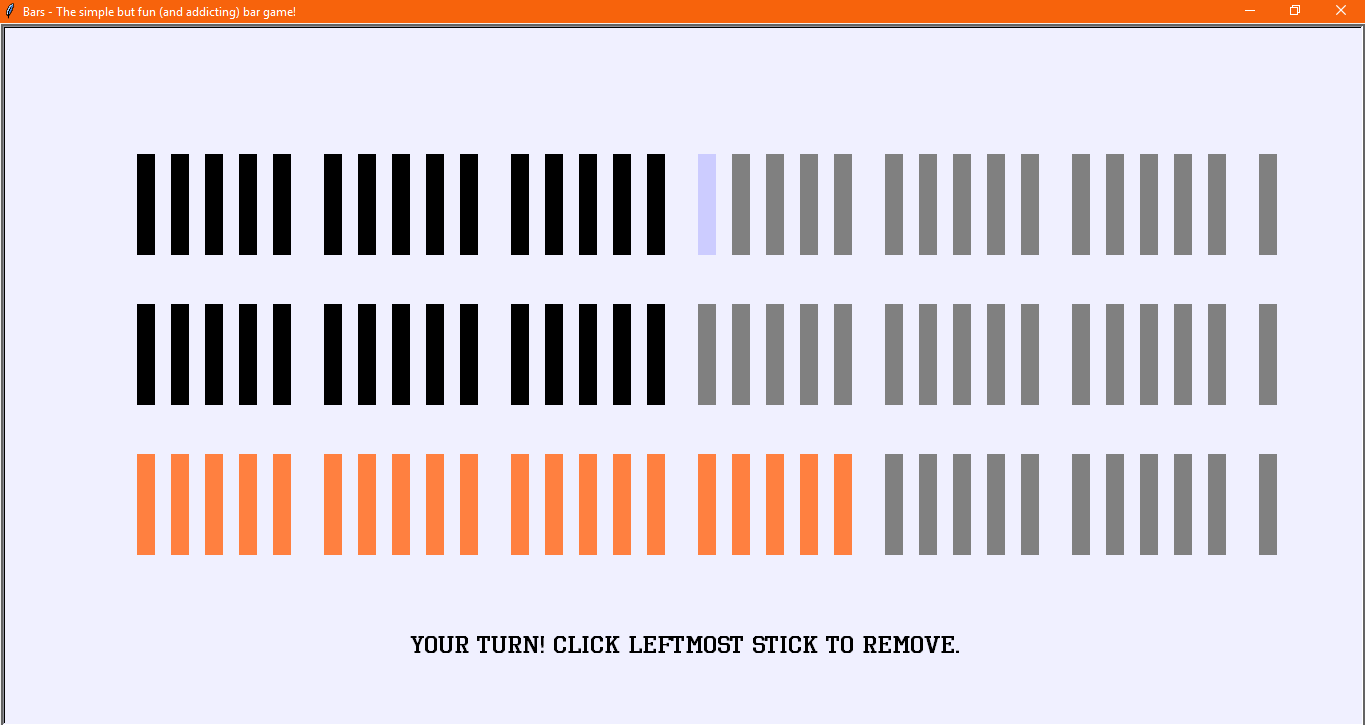 Bars - The simple but fun (and addicting) bar game!
YOUR TURN! CLICK LEFTMOST STICK TO REMOVE.